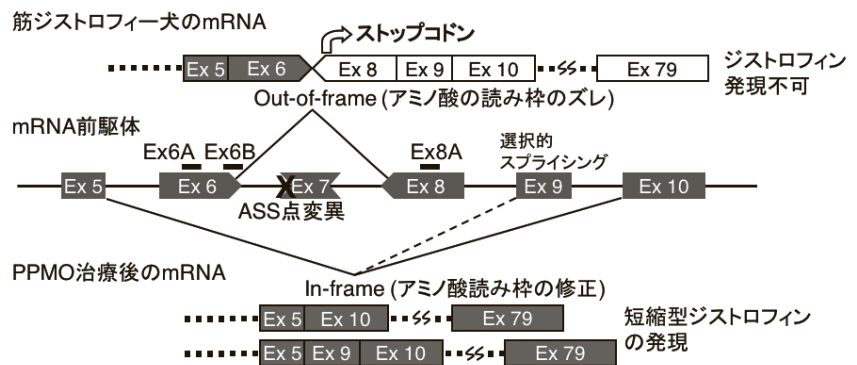 筋ジストロフィー犬のmRNA
ストップコドン
Ex 5 Ex 6 Ex 8 Ex 9 Ex 10 Ex 79
ジストロフィン
発現不可
Out-of-frame (アミノ酸の読み枠のズレ)
mRNA前駆体
Ex6A Ex6B Ex8A
選択的
スプライシング
Ex 5 Ex 6 X Ex 7 Ex 8 Ex 9 Ex 10
ASS点変異
PPMO治療後のmRNA
In-frame (アミノ酸読み枠の修正)
Ex 5 Ex 10 Ex 79
短縮型ジストロフィン
の発現
Ex 5 Ex 9 Ex 10 Ex 79